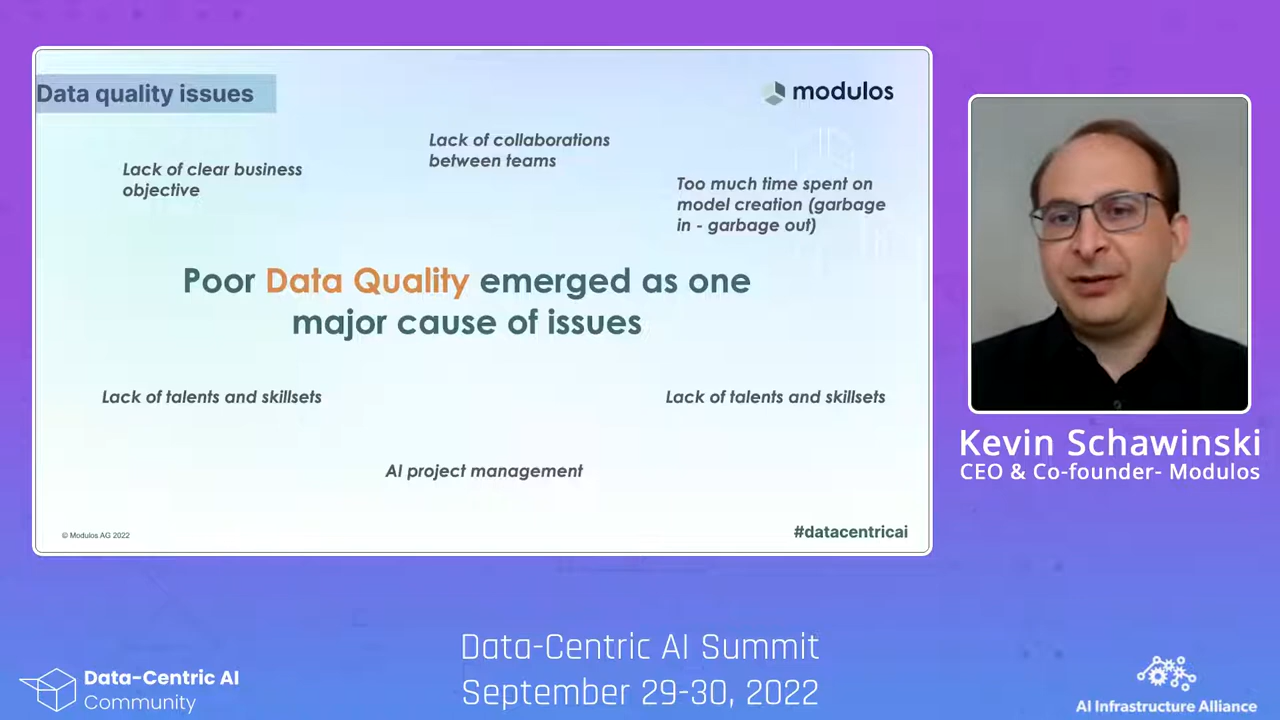 Data quality issues
modulos
Lack of collaborations
between teams
Lack of clear business
objective
Too much time spent on
model creation (garbage
in - garbage out)
Poor Data Quality emerged as one
major cause of issues
Lack of talents and skillsets
Lack of talents and skillsets
AI project management
© Modulos AG 2022
#datacentricai
Kevin Schawinski
CEO & Co-founder- Modulos
Data-Centric AI Summit
September 29-30, 2022
Data-Centric AI
Community
AI Infrastructure Alliance